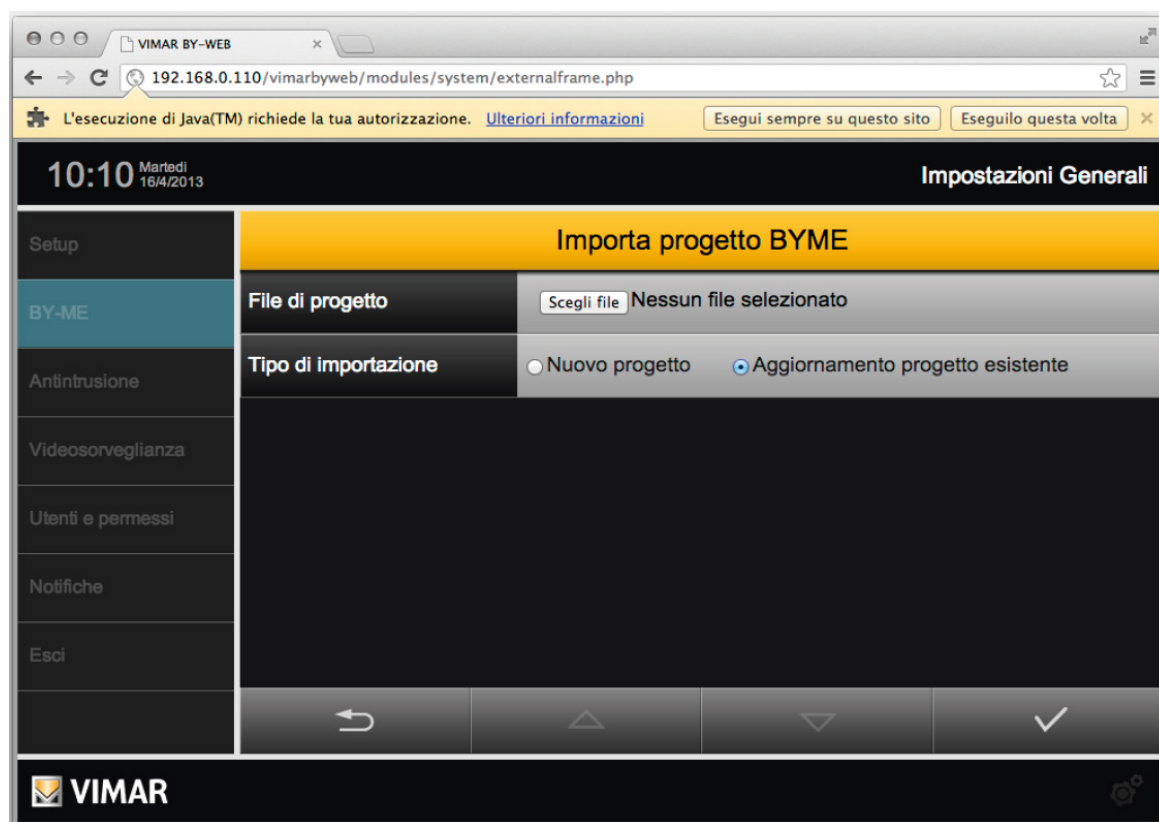 VIMAR BY-WEB
192.168.0.110/vimarbyweb/modules/system/externalframe.php
L'esecuzione di Java(TM) richiede la tua autorizzazione. Ulteriori informazioni Esegui sempre su questo sito Eseguilo questa volta
10:10 Martedi 16/4/2013
Impostazioni Generali
Setup
BY-ME
Antintrusione
Videosorveglianza
Utenti e permessi
Notifiche
Esci
Importa progetto BYME
File di progetto Scegli file Nessun file selezionato
Tipo di importazione Nuovo progetto Aggiornamento progetto esistente
VIMAR